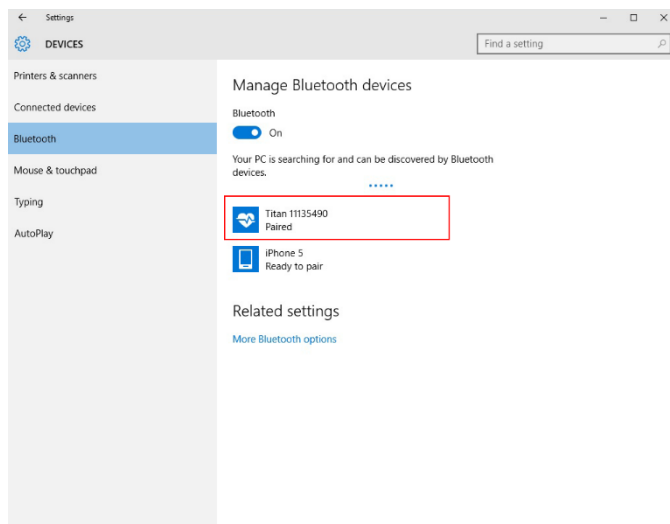 Settings
DEVICES
Find a setting
Printers & scanners
Connected devices
Bluetooth
Mouse & touchpad
Typing
AutoPlay
Manage Bluetooth devices
Bluetooth
On
Your PC is searching for and can be discovered by Bluetooth
devices.
Titan 11135490
Paired
iPhone 5
Ready to pair
Related settings
More Bluetooth options